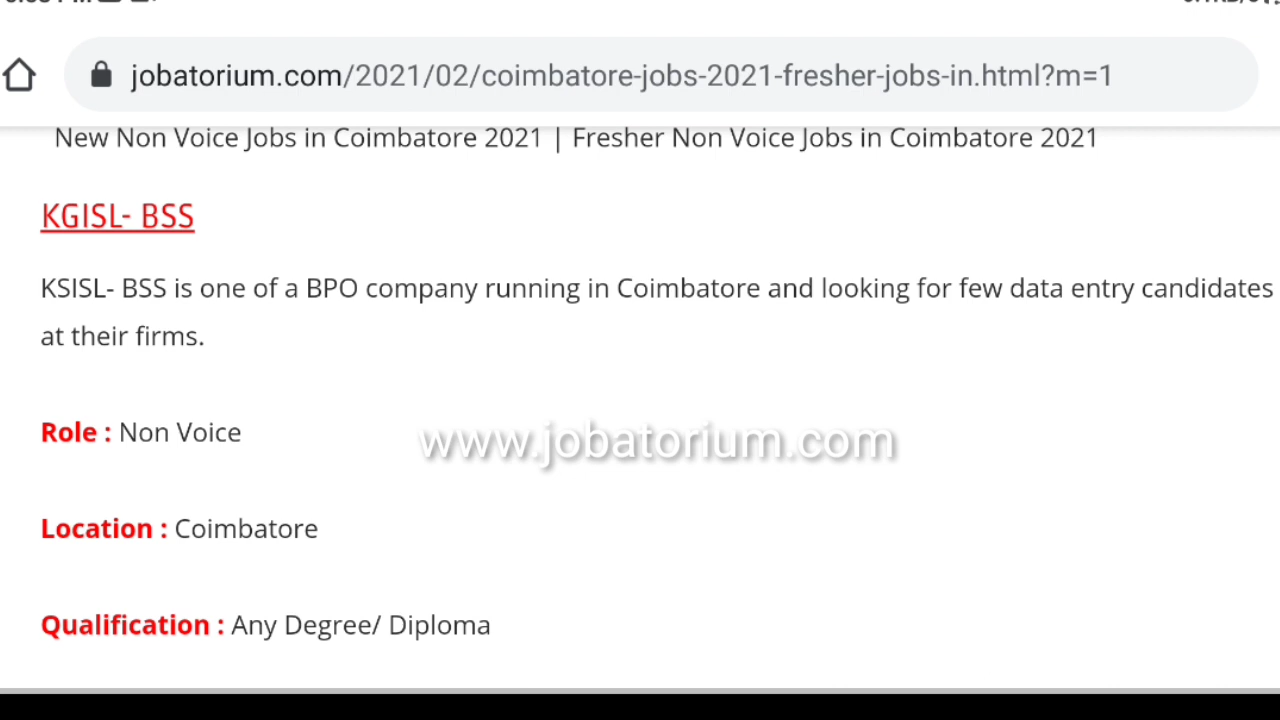 jobatorium.com/2021/02/coimbatore-jobs-2021-fresher-jobs-in.html?m=1
New Non Voice Jobs in Coimbatore 2021 | Fresher Non Voice Jobs in Coimbatore 2021
KGISL- BSS
KSISL- BSS is one of a BPO company running in Coimbatore and looking for few data entry candidates
at their firms.
Role : Non Voice
www.jobatorium.com
Location : Coimbatore
Qualification : Any Degree/ Diploma